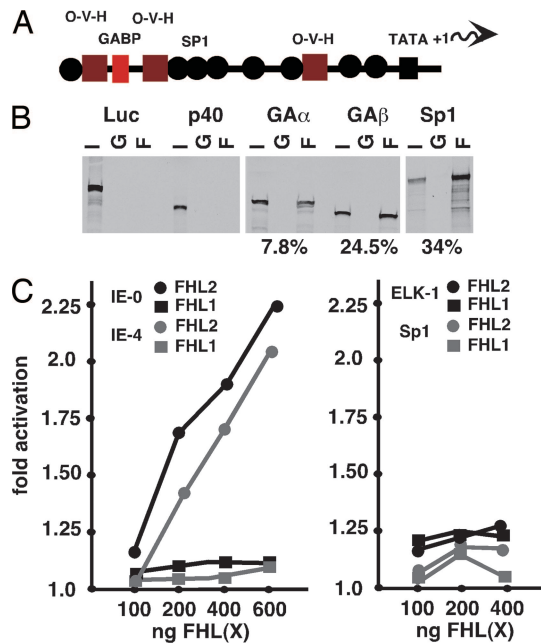 A
O-V-H O-V-H
GABP SP1 O-V-H TATA +1
B
Luc p40 GAα GAβ Sp1
I G F I G F I G F I G F I G F
7.8% 24.5% 34%
C
fold activation
2.25
2.0
1.75
1.5
1.25
1.0
IE-0 FHL2
FHL1
IE-4 FHL2
FHL1
100 200 400 600
ng FHL(X)
2.25
2.0
1.75
1.5
1.25
1.0
ELK-1 FHL2
FHL1
Sp1 FHL2
FHL1
100 200 400
ng FHL(X)